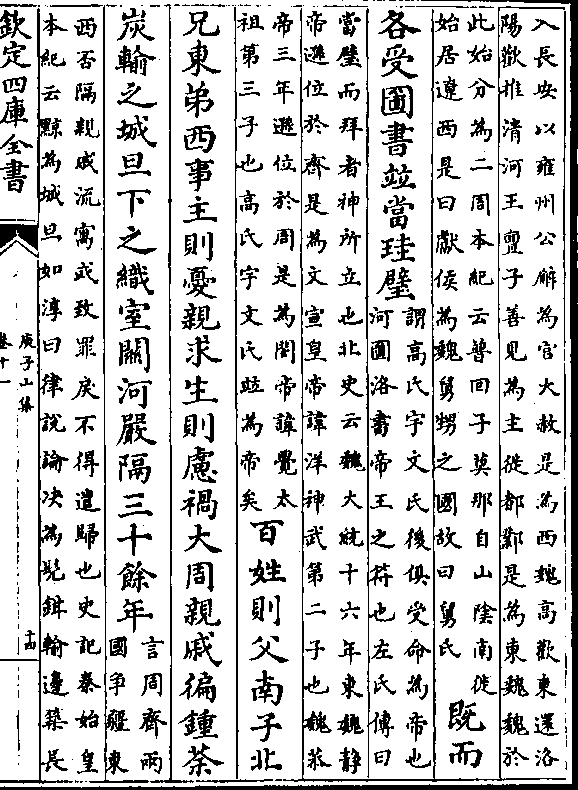 入長安以雍州公廨為宫大赦是為西魏高歡東還洛
陽歡推清河王亶子善見為主徙都鄴是為東魏魏於
此始分為二周本紀云普回子莫那自山陰南徙
始居遼西是曰獻侯為魏舅甥之國故曰舅氏
既而
各受圖書竝當珪璧
謂高氏宇文氏後俱受命為帝也
河圖洛書帝王之符也左氏傳曰
當璧而拜者神所立也北史云魏大統十六年東魏静
帝遜位於齊是為文宣皇帝諱洋神武第二子也魏恭
帝三年遜位於周是為閔帝諱覺太
祖第三子也高氏宇文氏竝為帝矣
百姓則父南子北
兄東弟西事主則憂親求生則慮禍大周親戚徧鍾荼
炭輸之城旦下之織室關河嚴隔三十餘年
言周齊兩
國争疆東
西否隔親戚流寓或致罪戾不得遣歸也史記秦始皇
本紀云黥為城旦如淳曰律說論决為髠鉗輸邊築長
欽定四庫全書
庾子山集
卷十一
十四